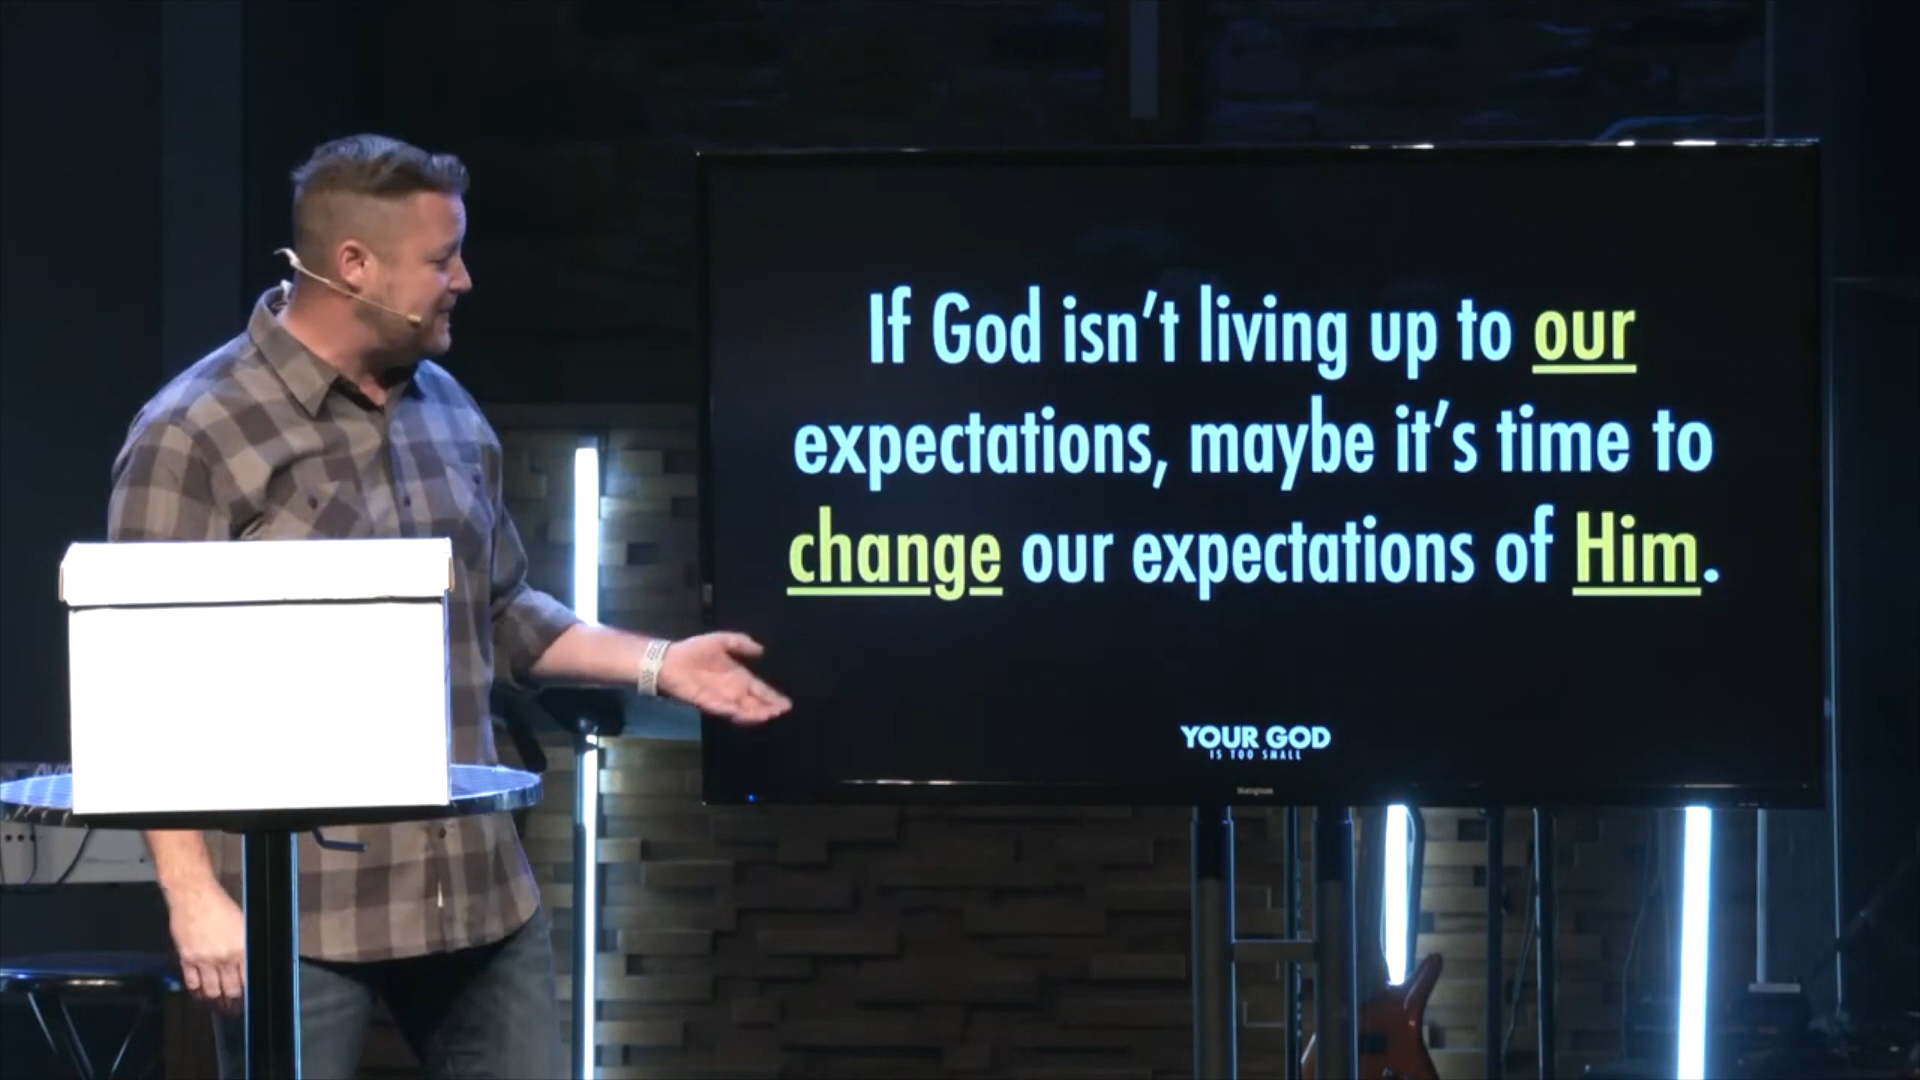 If God isn’t living up to our
expectations, maybe it’s time to
change our expectations of Him.
YOUR GOD
IS TOO SMALL